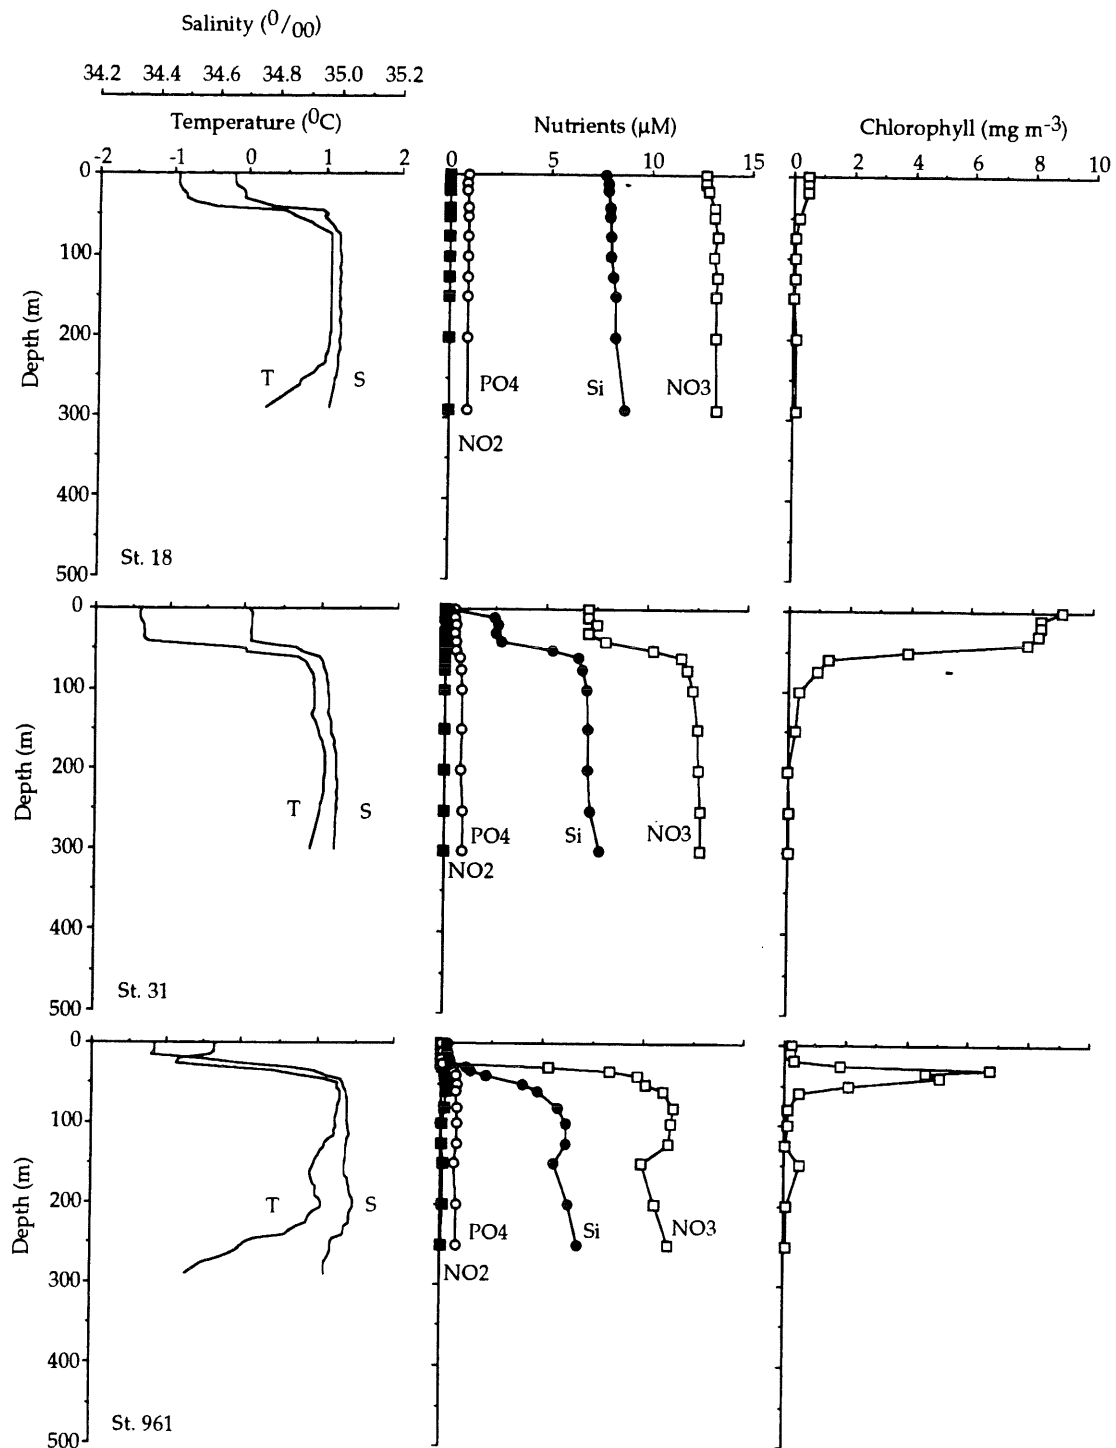 Salinity (0/00)
34.2 34.4 34.6 34.8 35.0 35.2
Temperature (0C)
-2 -1 0 1 2
Nutrients (μM)
0 5 10 15
Chlorophyll (mg m-3)
0 2 4 6 8 10
0
100
200
300
400
500
Depth (m)
T S
PO4
Si
NO3
NO2
St. 18
0
100
200
300
400
500
Depth (m)
T S
PO4
Si
NO3
NO2
St. 31
0
100
200
300
400
500
Depth (m)
T S
PO4
Si
NO3
NO2
St. 961